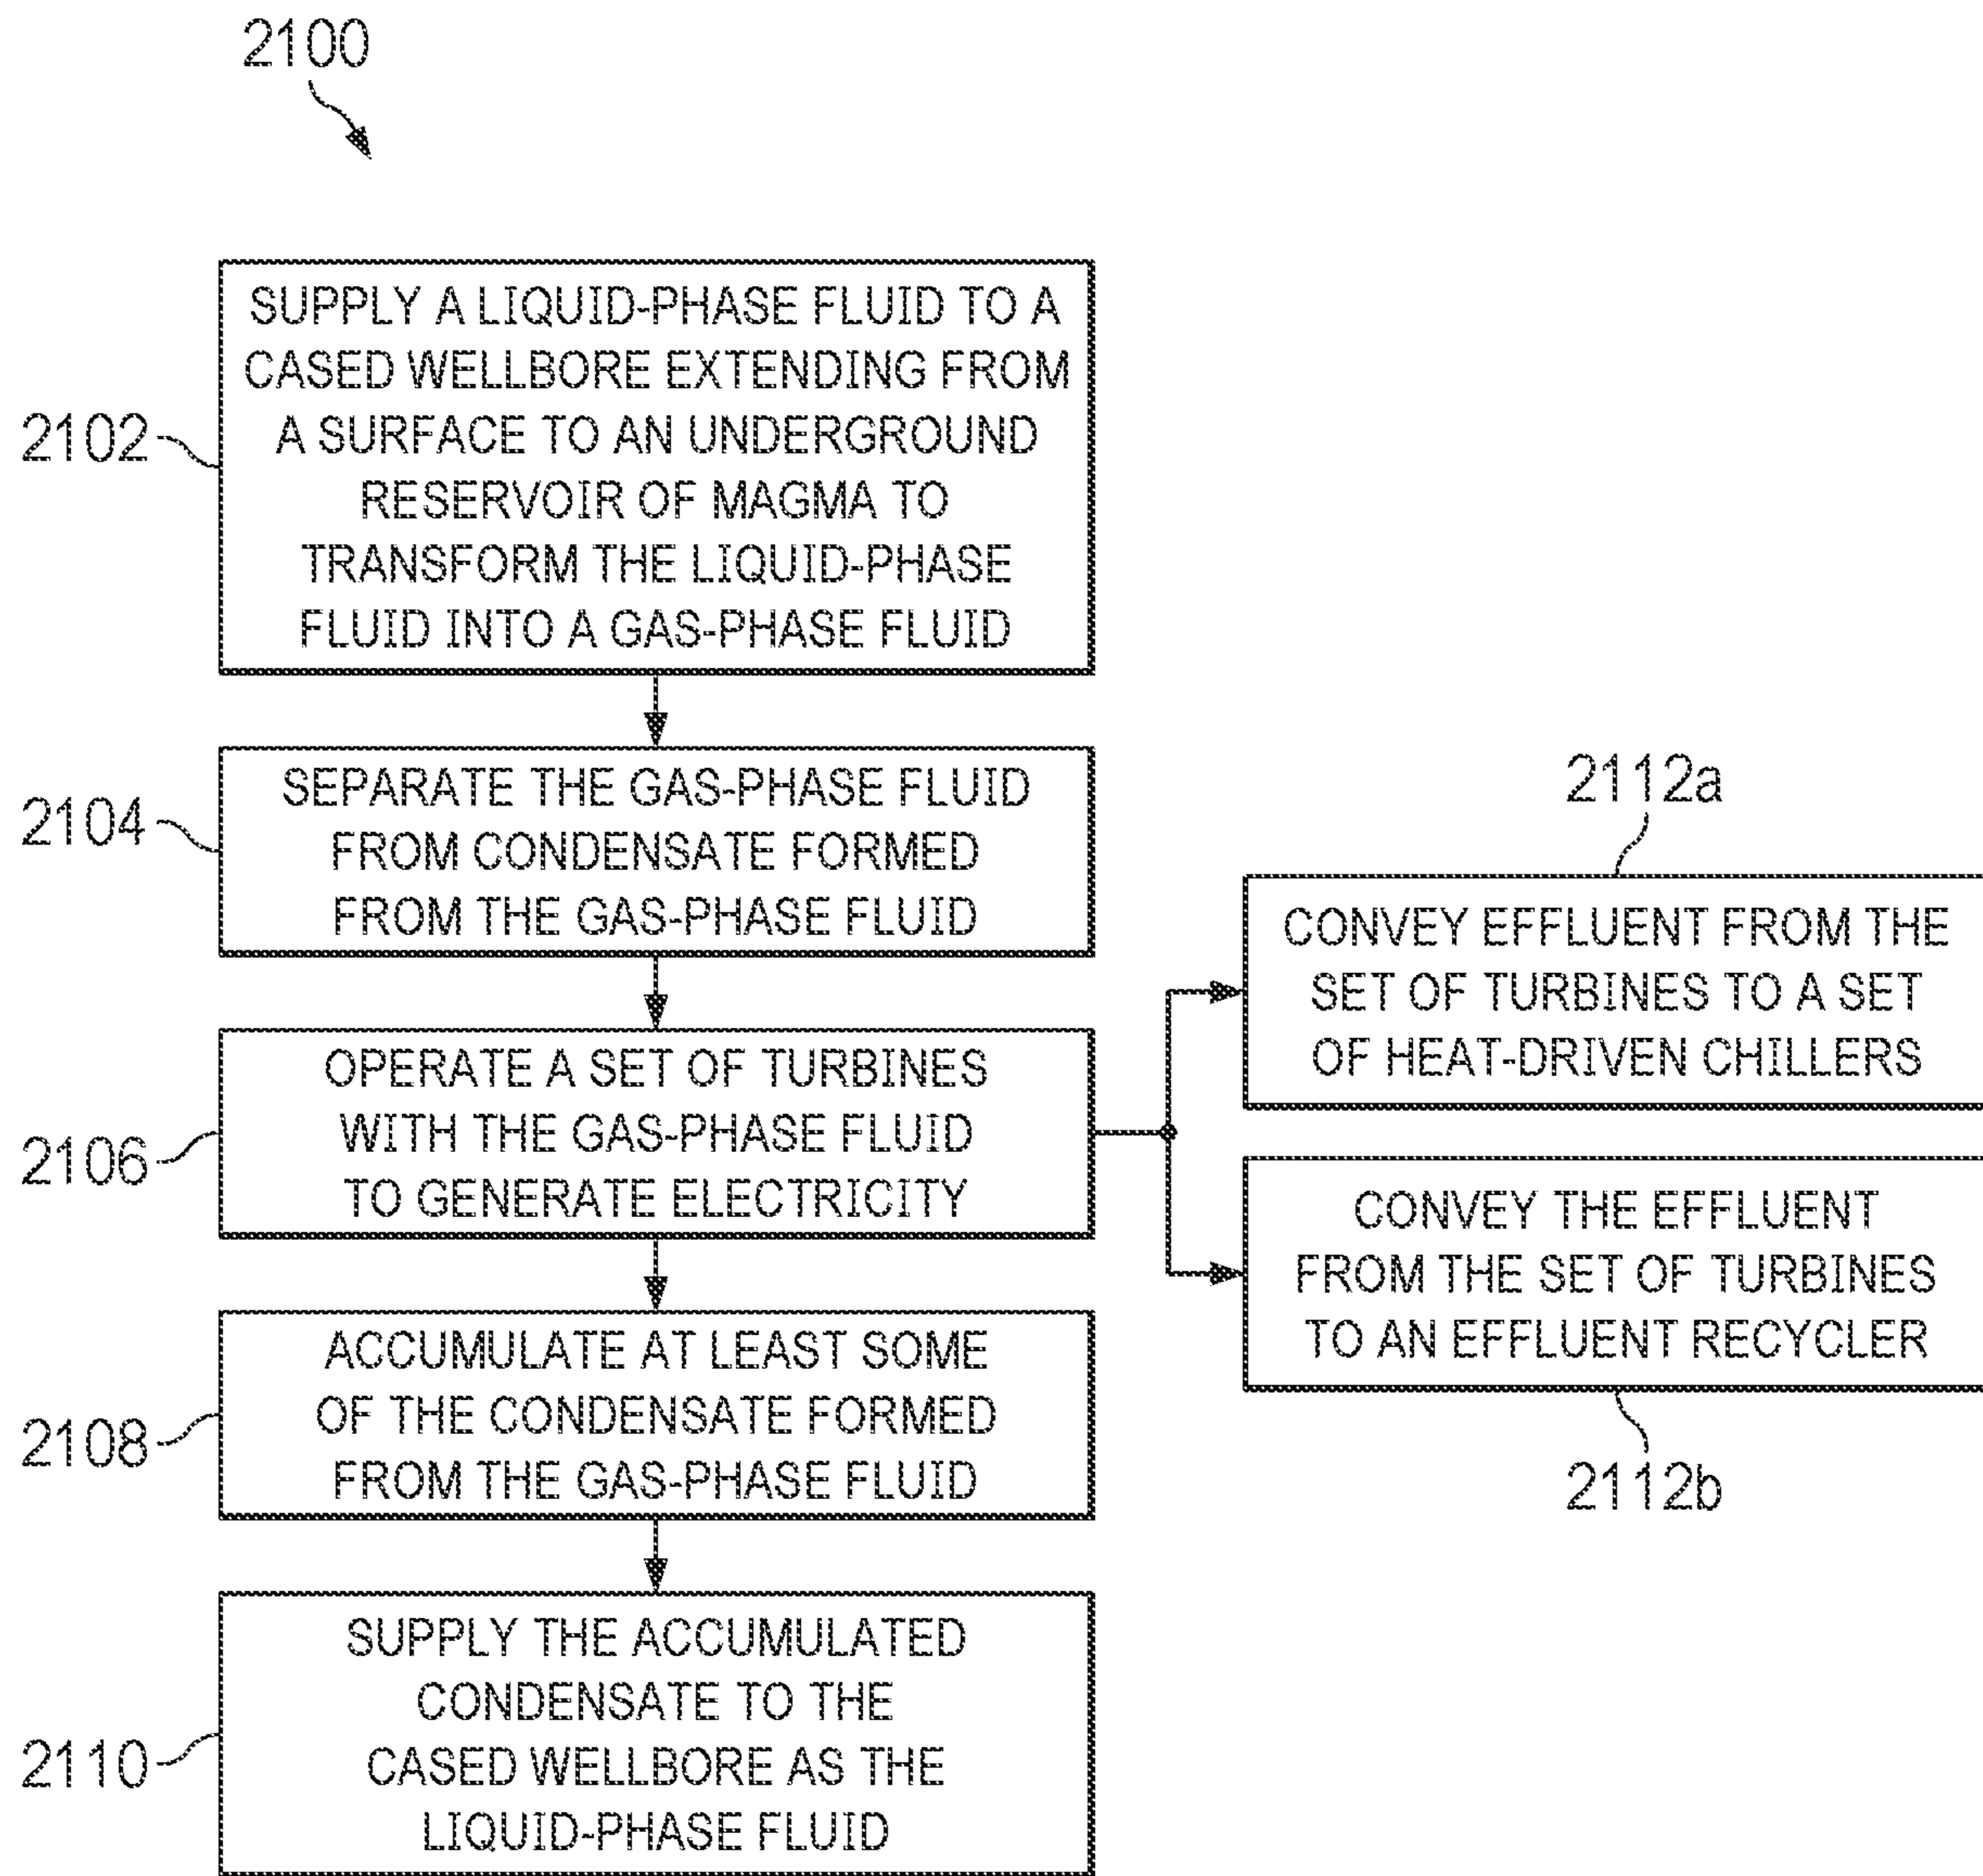 2100
2102
SUPPLY A LIQUID-PHASE FLUID TO A
CASED WELLBORE EXTENDING FROM
A SURFACE TO AN UNDERGROUND
RESERVOIR OF MAGMA TO
TRANSFORM THE LIQUID-PHASE
FLUID INTO A GAS-PHASE FLUID
2104
SEPARATE THE GAS-PHASE FLUID
FROM CONDENSATE FORMED
FROM THE GAS-PHASE FLUID
2106
OPERATE A SET OF TURBINES
WITH THE GAS-PHASE FLUID
TO GENERATE ELECTRICITY
2112a
CONVEY EFFLUENT FROM THE
SET OF TURBINES TO A SET
OF HEAT-DRIVEN CHILLERS
CONVEY THE EFFLUENT
FROM THE SET OF TURBINES
TO AN EFFLUENT RECYCLER
2112b
2108
ACCUMULATE AT LEAST SOME
OF THE CONDENSATE FORMED
FROM THE GAS-PHASE FLUID
2110
SUPPLY THE ACCUMULATED
CONDENSATE TO THE
CASED WELLBORE AS THE
LIQUID-PHASE FLUID